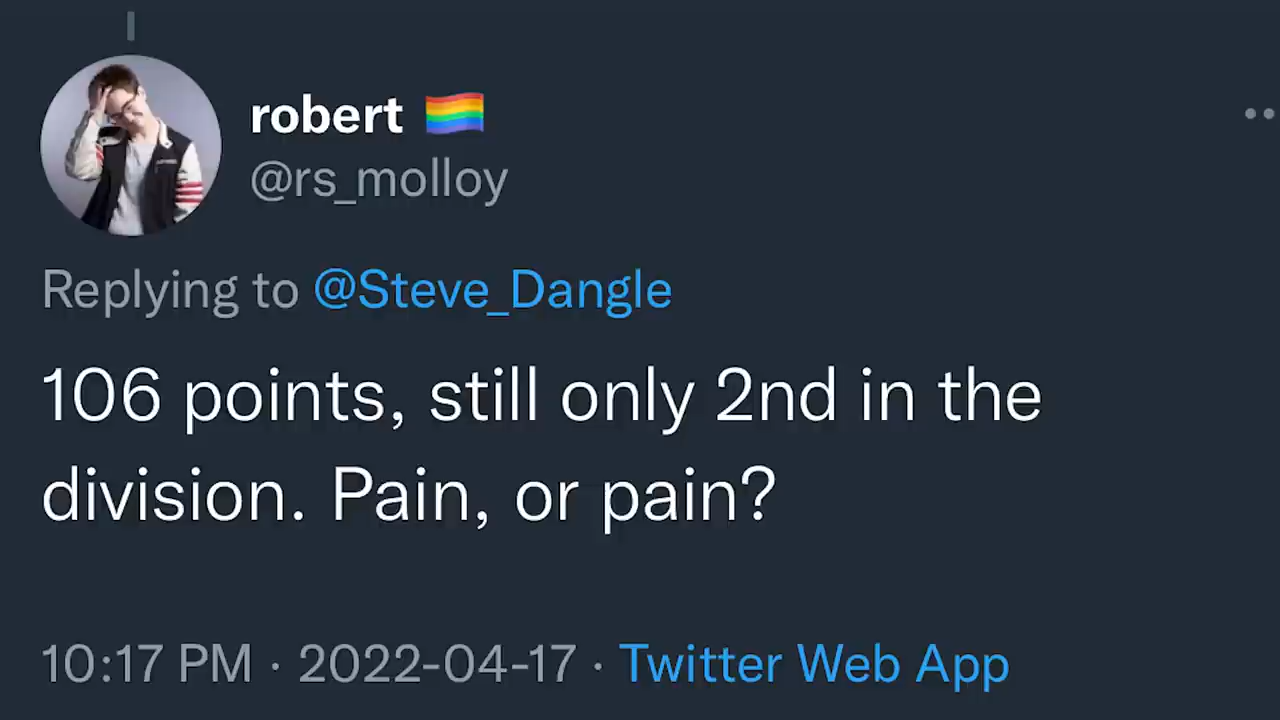 robert 🏳️‍🌈
@rs_molloy
Replying to @Steve_Dangle
106 points, still only 2nd in the
division. Pain, or pain?
10:17 PM · 2022-04-17 · Twitter Web App